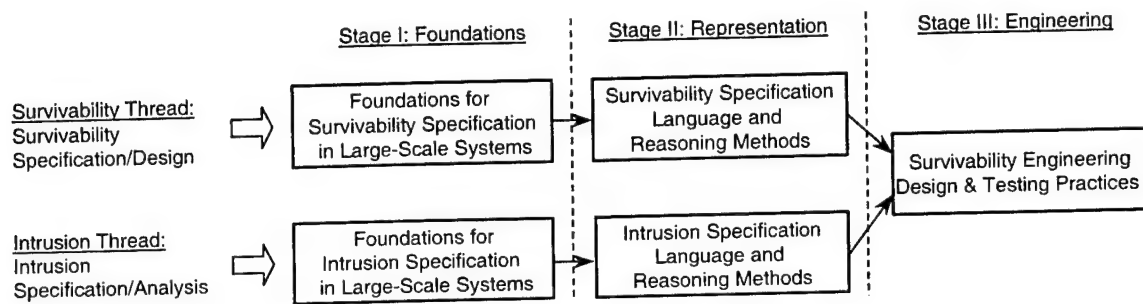 Stage I: Foundations
Stage II: Representation
Stage III: Engineering
Survivability Thread:
Survivability
Specification/Design
Foundations for
Survivability Specification
in Large-Scale Systems
Survivability Specification
Language and
Reasoning Methods
Survivability Engineering
Design & Testing Practices
Intrusion Thread:
Intrusion
Specification/Analysis
Foundations for
Intrusion Specification
in Large-Scale Systems
Intrusion Specification
Language and
Reasoning Methods